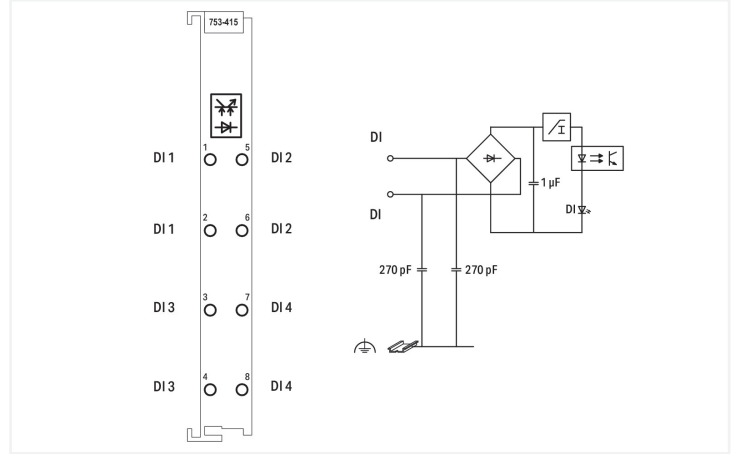 753-415
1 5
DI 1 DI 2
2 6
DI 1 DI 2
3 7
DI 3 DI 4
4 8
DI 3 DI 4
DI
DI
1 µF
DI
270 pF 270 pF